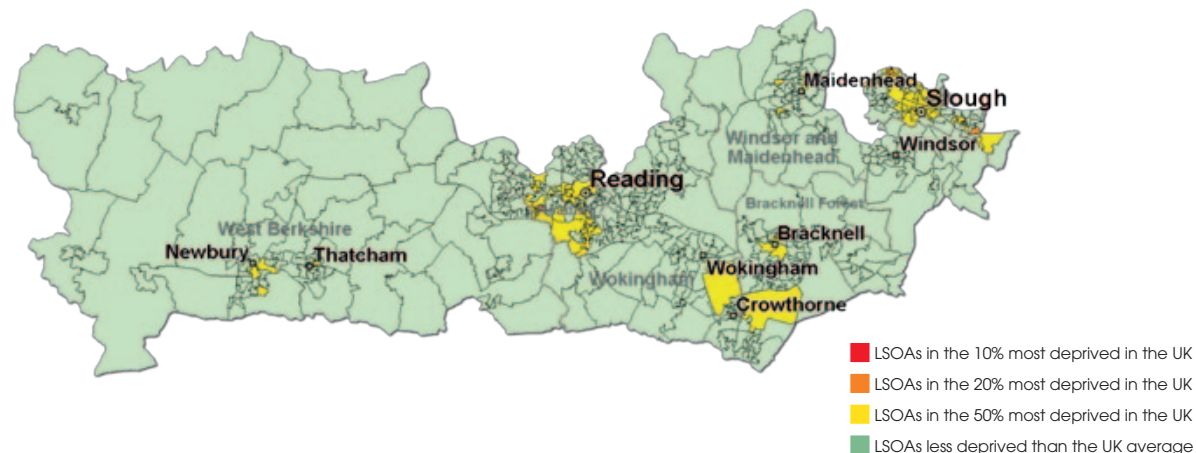 Maidenhead
Slough
Windsor and
Maidenhead
Windsor
Reading
Bracknell Forest
West Berkshire
Bracknell
Newbury
Thatcham
Wokingham
Wokingham
Crowthorne
LSOAs in the 10% most deprived in the UK
LSOAs in the 20% most deprived in the UK
LSOAs in the 50% most deprived in the UK
LSOAs less deprived than the UK average